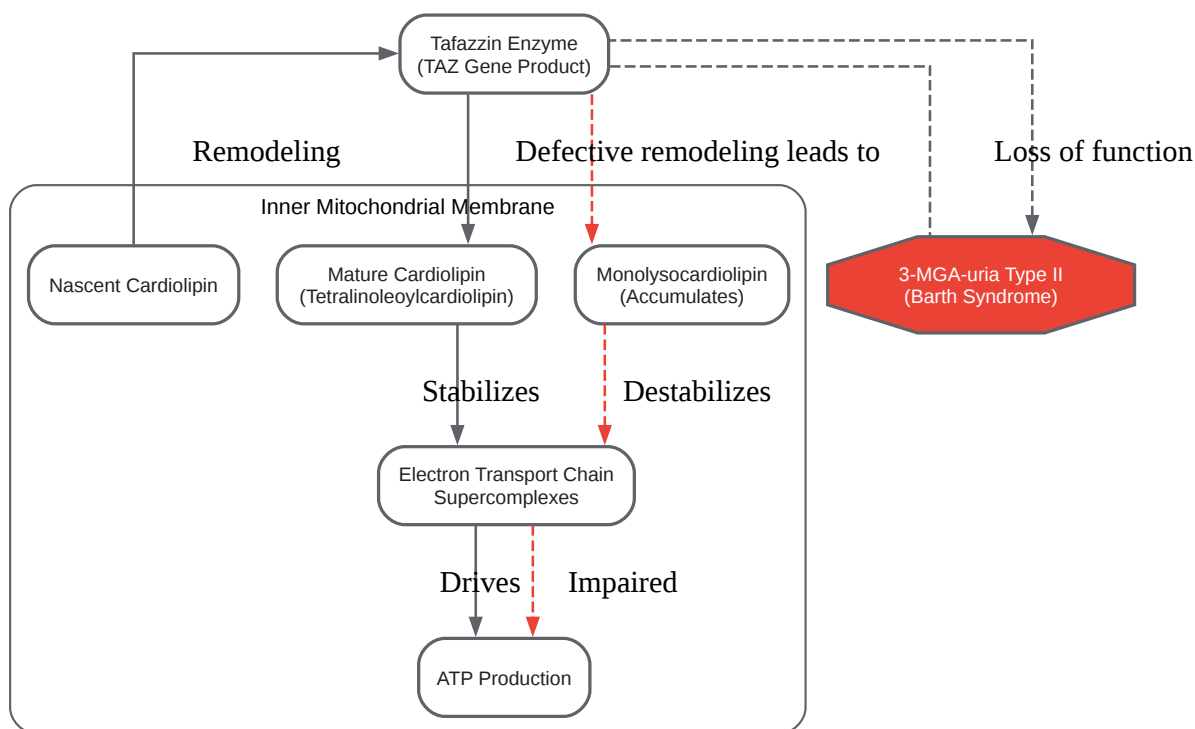 Tafazzin Enzyme
(TAZ Gene Product)
Remodeling
Defective remodeling leads to
Loss of function
Inner Mitochondrial Membrane
Nascent Cardiolipin
Mature Cardiolipin
(Tetralinoleoylcardiolipin)
Monolysocardiolipin
(Accumulates)
3-MGA-uria Type II
(Barth Syndrome)
Stabilizes
Destabilizes
Electron Transport Chain
Supercomplexes
Drives
Impaired
ATP Production